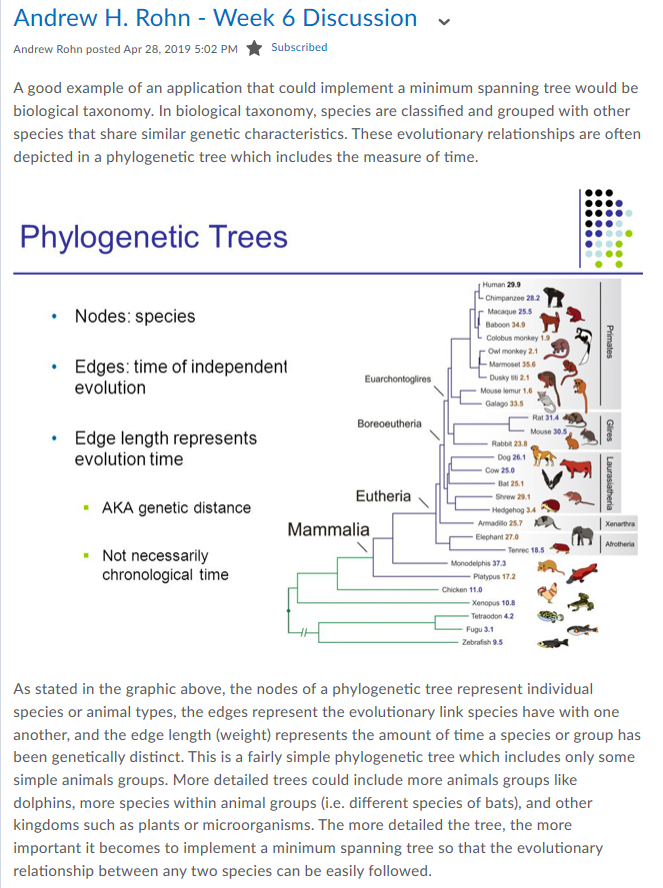 Andrew H. Rohn - Week 6 Discussion
Andrew Rohn posted Apr 28, 2019 5:02 PM ★ Subscribed
A good example of an application that could implement a minimum spanning tree would be
biological taxonomy. In biological taxonomy, species are classified and grouped with other
species that share similar genetic characteristics. These evolutionary relationships are often
depicted in a phylogenetic tree which includes the measure of time.
Phylogenetic Trees
• Nodes: species
• Edges: time of independent
evolution
• Edge length represents
evolution time
▪ AKA genetic distance
▪ Not necessarily
chronological time
Human 29.9
Chimpanzee 28.2
Macaque 25.5
Baboon 34.9
Colobus monkey 1.9
Owl monkey 2.1
Marmoset 35.6
Dusky titi 2.1
Mouse lemur 1.6
Galago 33.5
Rat 31.4
Mouse 30.5
Rabbit 23.8
Dog 26.1
Cow 25.0
Bat 25.1
Shrew 29.1
Hedgehog 3.4
Armadillo 25.7
Elephant 27.0
Tenrec 18.5
Monodelphis 37.3
Platypus 17.2
Chicken 11.0
Xenopus 10.8
Tetraodon 4.2
Fugu 3.1
Zebrafish 9.5
Euarchontoglires
Boreoeutheria
Eutheria
Mammalia
Primates
Glires
Laurasiatheria
Xenarthra
Afrotheria
As stated in the graphic above, the nodes of a phylogenetic tree represent individual
species or animal types, the edges represent the evolutionary link species have with one
another, and the edge length (weight) represents the amount of time a species or group has
been genetically distinct. This is a fairly simple phylogenetic tree which includes only some
simple animals groups. More detailed trees could include more animals groups like
dolphins, more species within animal groups (i.e. different species of bats), and other
kingdoms such as plants or microorganisms. The more detailed the tree, the more
important it becomes to implement a minimum spanning tree so that the evolutionary
relationship between any two species can be easily followed.